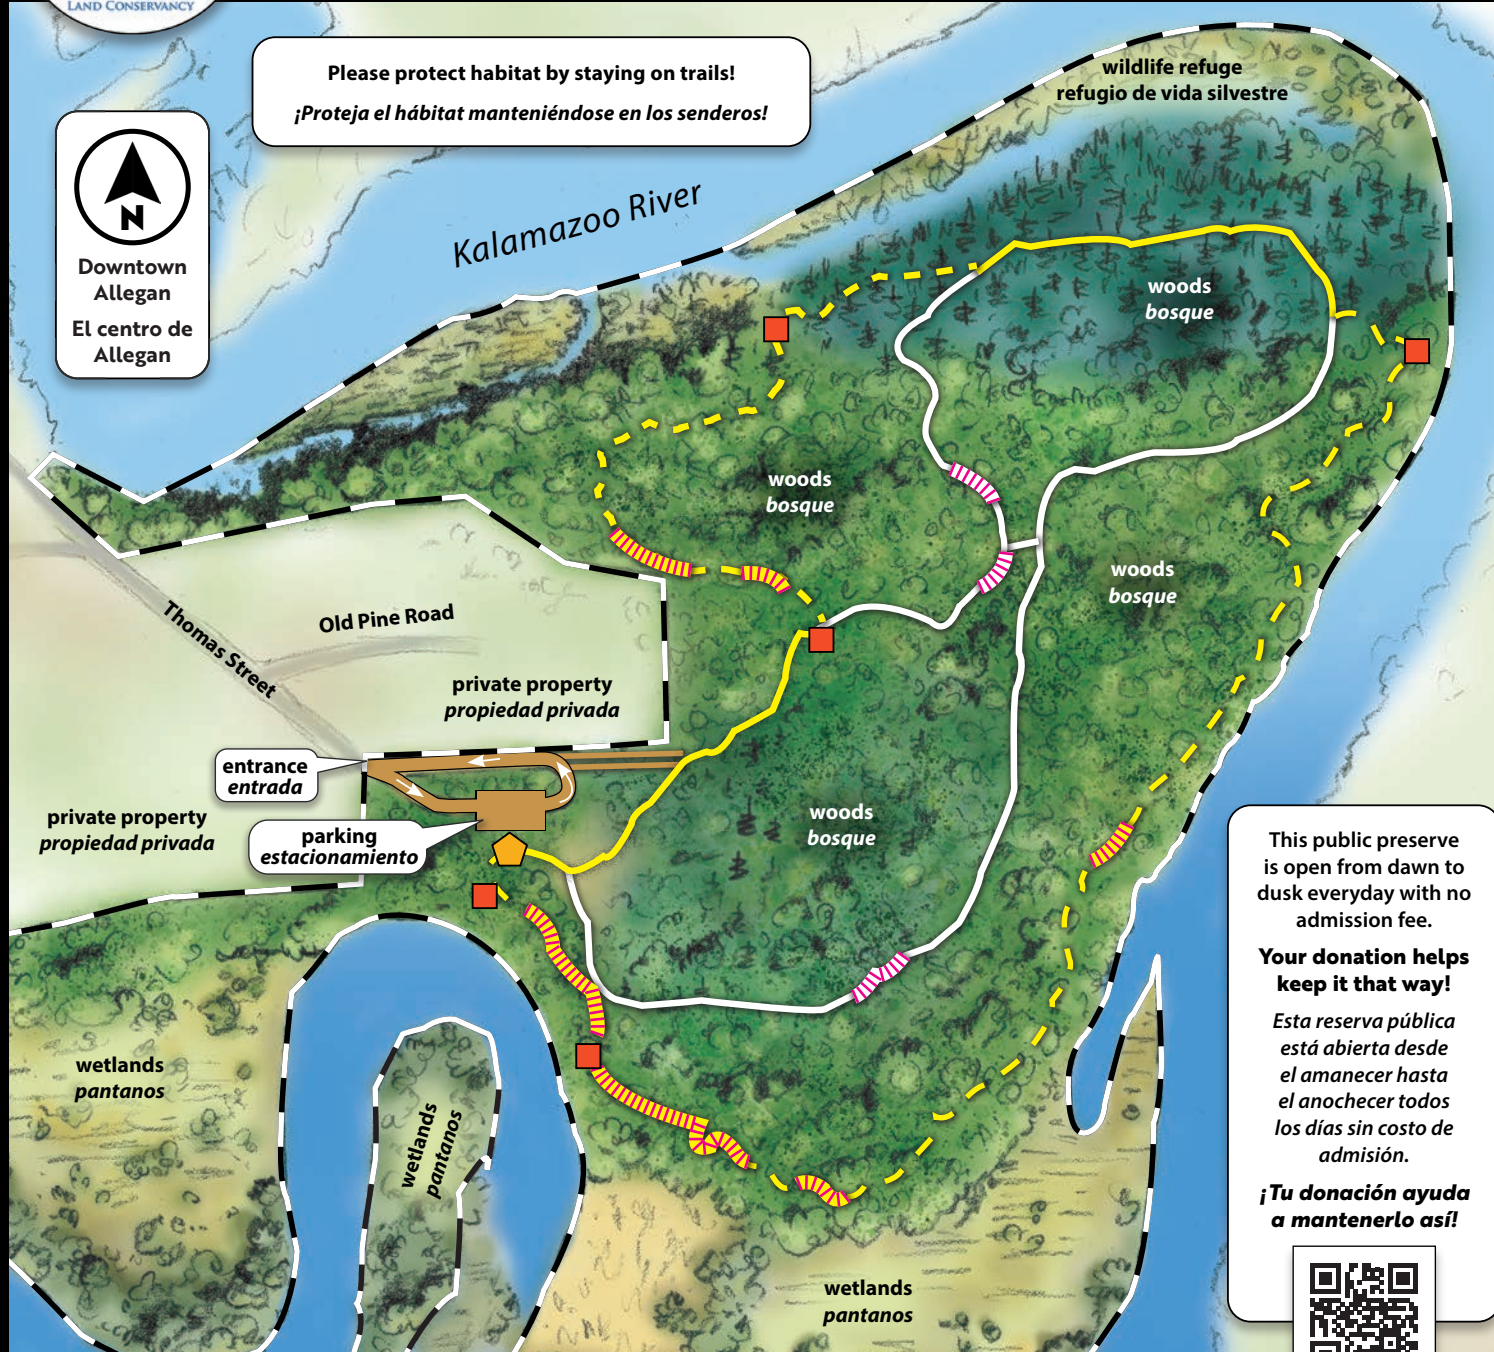 LAND CONSERVANCY
Please protect habitat by staying on trails!
¡Proteja el hábitat manteniéndose en los senderos!
wildlife refuge
refugio de vida silvestre
N
Downtown
Allegan
El centro de
Allegan
Kalamazoo River
woods
bosque
woods
bosque
woods
bosque
Thomas Street
Old Pine Road
private property
propiedad privada
entrance
entrada
private property
propiedad privada
parking
estacionamiento
woods
bosque
This public preserve
is open from dawn to
dusk everyday with no
admission fee.
Your donation helps
keep it that way!
Esta reserva pública
está abierta desde
el amanecer hasta
el anochecer todos
los días sin costo de
admisión.
¡Tu donación ayuda
a mantenerlo así!
wetlands
pantanos
wetlands
pantanos
wetlands
pantanos